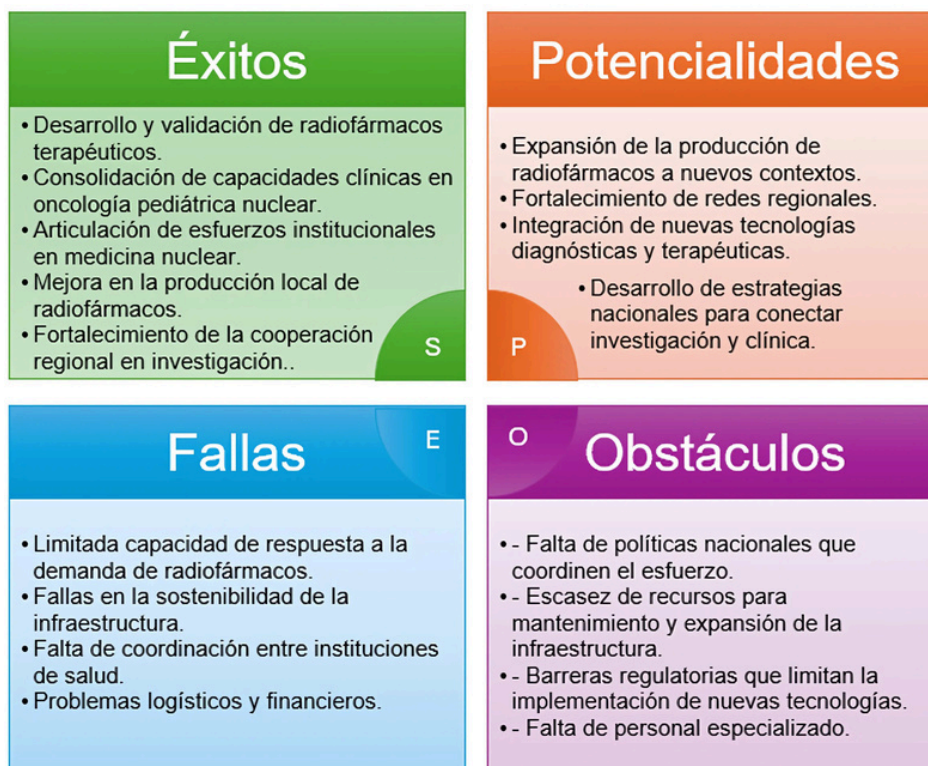 Éxitos
• Desarrollo y validación de radiofármacos
terapéuticos.
• Consolidación de capacidades clínicas en
oncología pediátrica nuclear.
• Articulación de esfuerzos institucionales
en medicina nuclear.
• Mejora en la producción local de
radiofármacos.
• Fortalecimiento de la cooperación
regional en investigación..
S
Potencialidades
• Expansión de la producción de
radiofármacos a nuevos contextos.
• Fortalecimiento de redes regionales.
• Integración de nuevas tecnologías
diagnósticas y terapéuticas.
• Desarrollo de estrategias
nacionales para conectar
investigación y clínica.
P
Fallas
E
• Limitada capacidad de respuesta a la
demanda de radiofármacos.
• Fallas en la sostenibilidad de la
infraestructura.
• Falta de coordinación entre instituciones
de salud.
• Problemas logísticos y financieros.
O
Obstáculos
• - Falta de políticas nacionales que
coordinen el esfuerzo.
• - Escasez de recursos para
mantenimiento y expansión de la
infraestructura.
• - Barreras regulatorias que limitan la
implementación de nuevas tecnologías.
• - Falta de personal especializado.